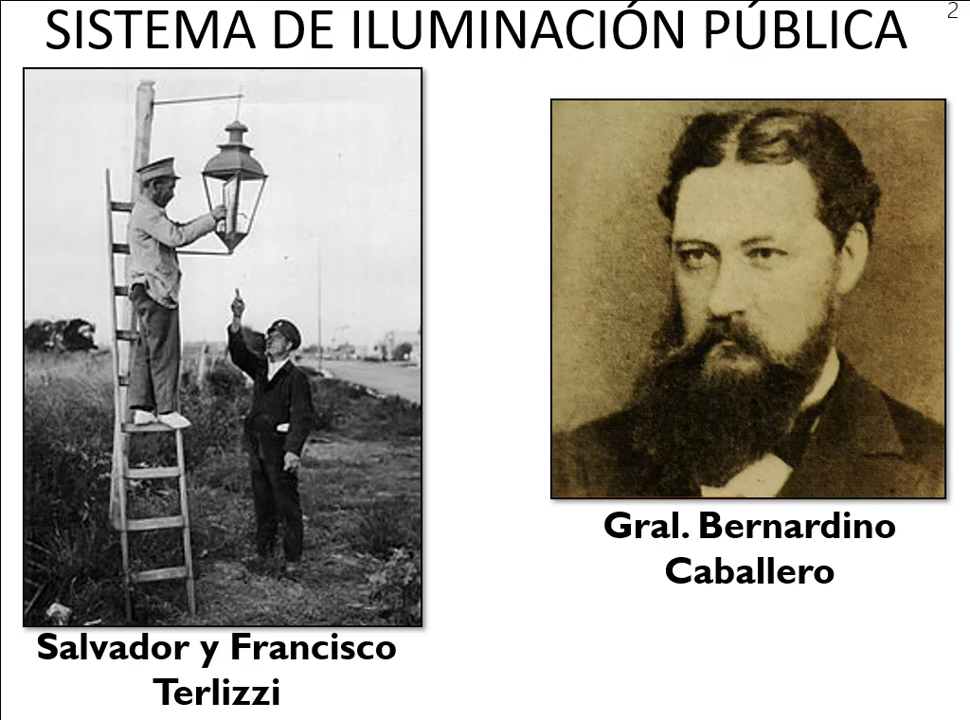 SISTEMA DE ILUMINACIÓN PÚBLICA
2
Salvador y Francisco
Terlizzi
Gral. Bernardino
Caballero